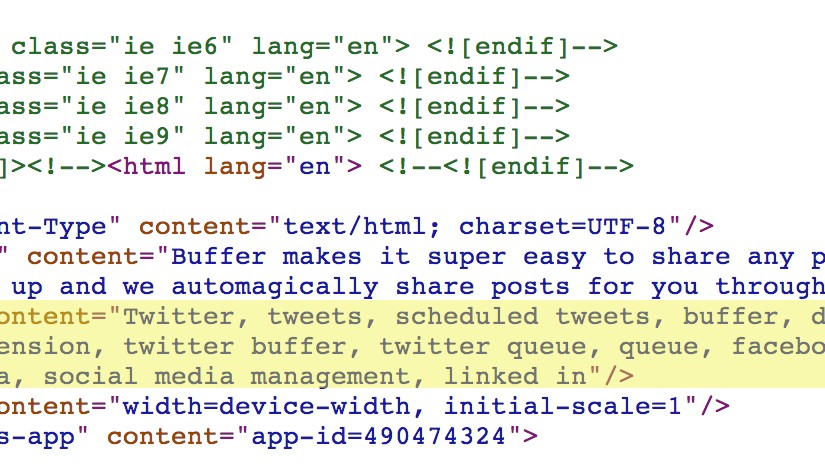 class="ie ie6" lang="en"> <![endif]-->
ass="ie ie7" lang="en"> <![endif]-->
ass="ie ie8" lang="en"> <![endif]-->
ass="ie ie9" lang="en"> <![endif]-->
]><!--><html lang="en"> <!--<![endif]-->
nt-Type" content="text/html; charset=UTF-8"/>
" content="Buffer makes it super easy to share any p
up and we automagically share posts for you through
ontent="Twitter, tweets, scheduled tweets, buffer, d
ension, twitter buffer, twitter queue, queue, facebo
a, social media management, linked in"/>
ontent="width=device-width, initial-scale=1"/>
s-app" content="app-id=490474324">